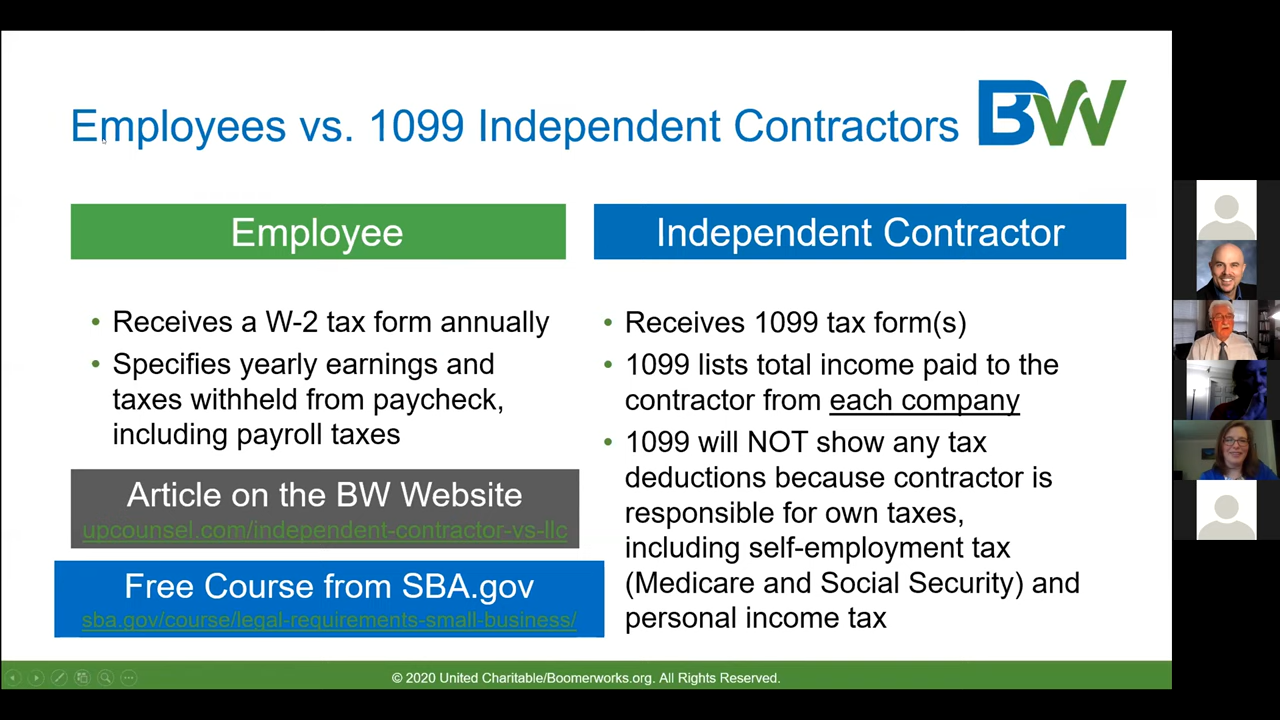 Employees vs. 1099 Independent Contractors
BW
Employee
Independent Contractor
• Receives a W-2 tax form annually
• Specifies yearly earnings and
taxes withheld from paycheck,
including payroll taxes
Article on the BW Website
upcounsel.com/independent-contractor-vs-llc
Free Course from SBA.gov
sba.gov/course/legal-requirements-small-business/
• Receives 1099 tax form(s)
• 1099 lists total income paid to the
contractor from each company
• 1099 will NOT show any tax
deductions because contractor is
responsible for own taxes,
including self-employment tax
(Medicare and Social Security) and
personal income tax
© 2020 United Charitable/Boomerworks.org. All Rights Reserved.